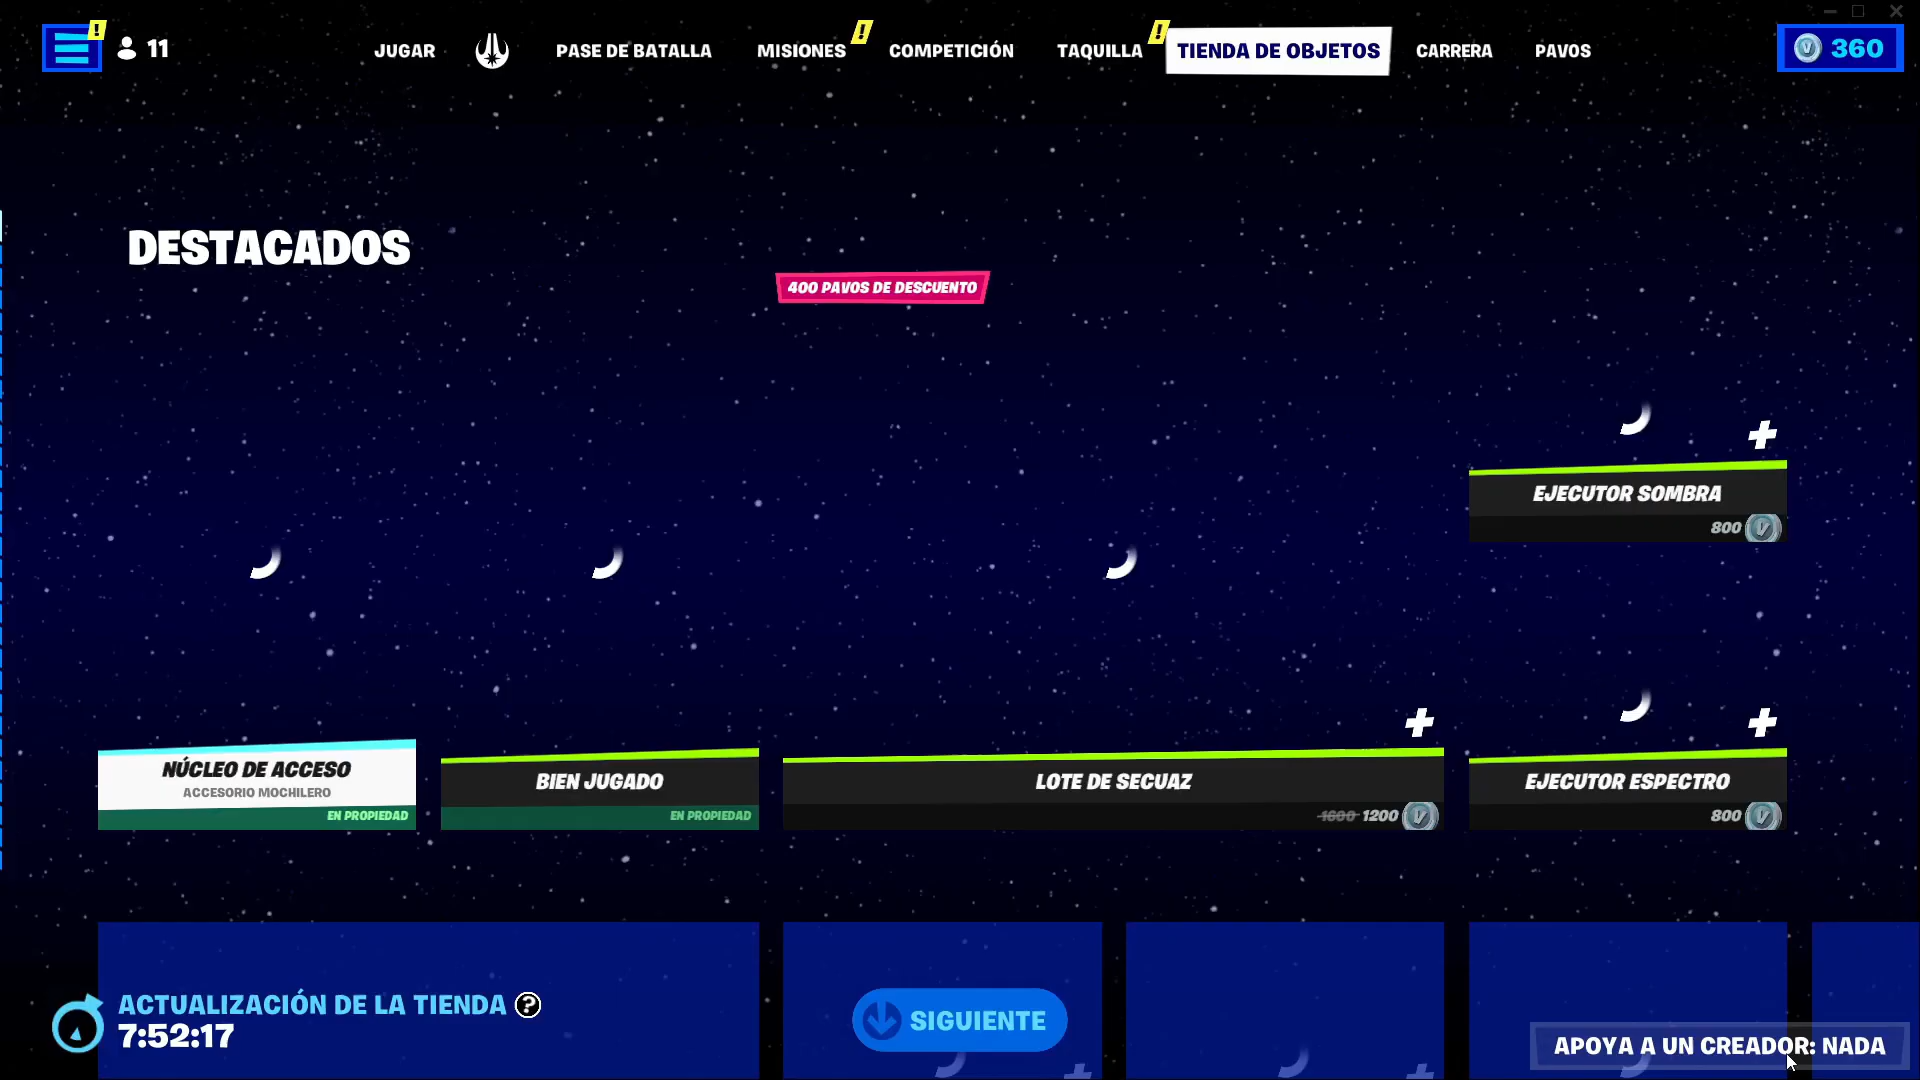 !
11
JUGAR
PASE DE BATALLA
MISIONES
!
COMPETICIÓN
TAQUILLA
!
TIENDA DE OBJETOS
CARRERA
PAVOS
V 360
DESTACADOS
400 PAVOS DE DESCUENTO
EJECUTOR SOMBRA
800 V
NÚCLEO DE ACCESO
ACCESORIO MOCHILERO
EN PROPIEDAD
BIEN JUGADO
EN PROPIEDAD
LOTE DE SECUAZ
1600 1200 V
EJECUTOR ESPECTRO
800 V
ACTUALIZACIÓN DE LA TIENDA ?
7:52:17
SIGUIENTE
APOYA A UN CREADOR: NADA